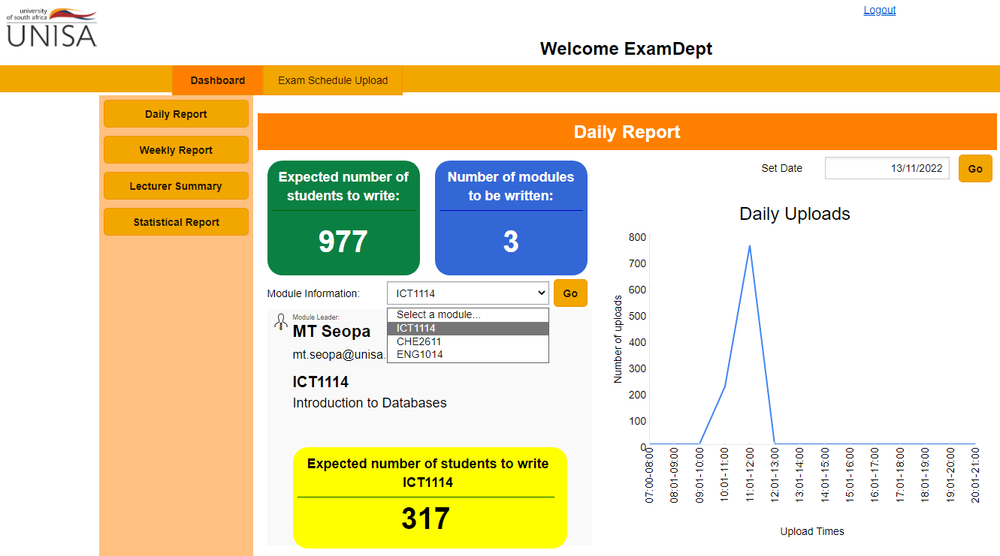 university
of south africa
UNISA
Logout
Welcome ExamDept
Dashboard
Exam Schedule Upload
Daily Report
Weekly Report
Lecturer Summary
Statistical Report
Daily Report
Expected number of
students to write:
977
Number of modules
to be written:
3
Set Date
13/11/2022
Go
Module Information:
ICT1114
Go
Select a module...
ICT1114
CHE2611
ENG1014
Module Leader:
MT Seopa
mt.seopa@unisa.
ICT1114
Introduction to Databases
Expected number of students to write
ICT1114
317
Daily Uploads
Number of uploads
800
700
600
500
400
300
200
100
0
07:00-08:00
08:01-09:00
09:01-10:00
10:01-11:00
11:01-12:00
12:01-13:00
13:01-14:00
14:01-15:00
15:01-16:00
16:01-17:00
17:01-18:00
18:01-19:00
19:01-20:00
20:01-21:00
Upload Times